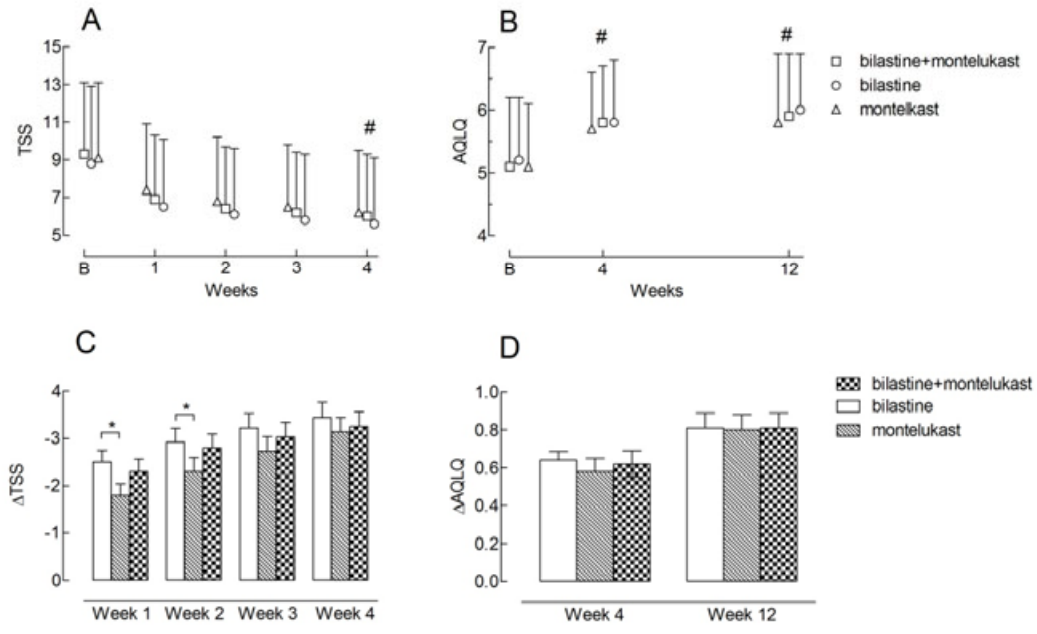 A
TSS
15
13
11
9
7
5
#
B
1
2
3
4
Weeks
B
AQLQ
7
6
5
4
#
#
B
4
12
Weeks
bilastine+montelukast
bilastine
montelkast
C
ΔTSS
4
-3
-2
-1
0
*
*
Week 1
Week 2
Week 3
Week 4
D
ΔAQLQ
1.0
0.8
0.6
0.4
0.2
0.0
Week 4
Week 12
bilastine+montelukast
bilastine
montelukast